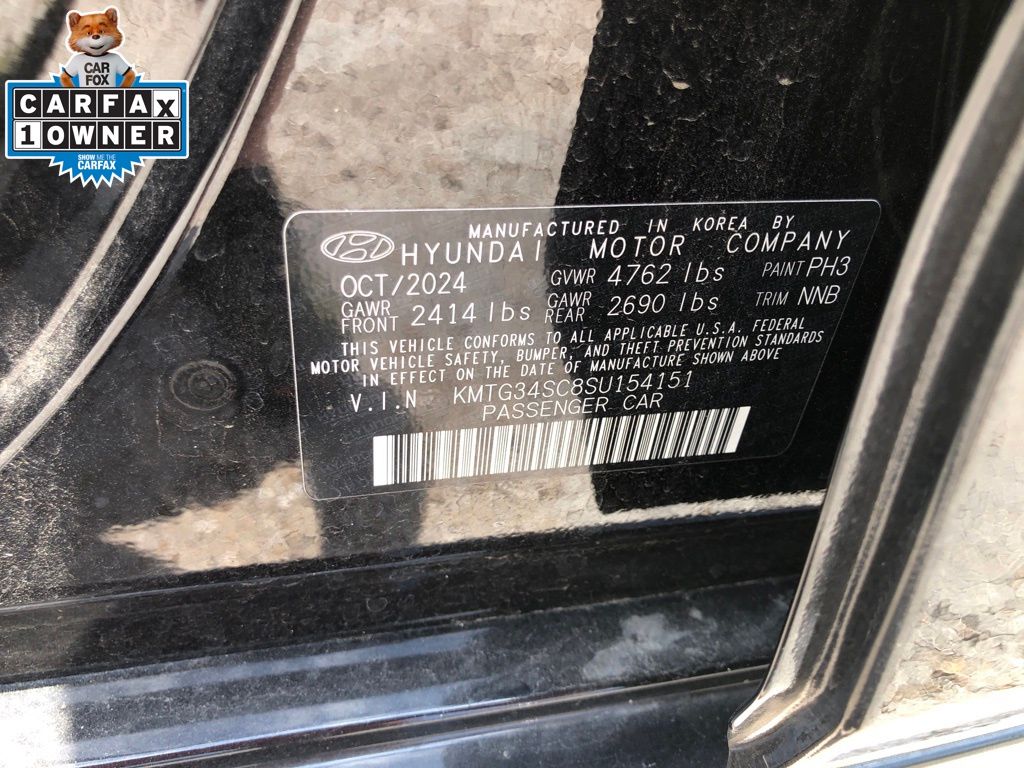 CAR
FOX
CARFAX
1 OWNER
SHOW ME THE
CARFAX
MANUFACTURED IN KOREA BY
HYUNDAI MOTOR COMPANY
OCT/2024 GVWR 4762 lbs PAINT PH3
GAWR FRONT 2414 lbs GAWR REAR 2690 lbs TRIM NNB
THIS VEHICLE CONFORMS TO ALL APPLICABLE U.S.A. FEDERAL
MOTOR VEHICLE SAFETY, BUMPER, AND THEFT PREVENTION STANDARDS
IN EFFECT ON THE DATE OF MANUFACTURE SHOWN ABOVE
V.I.N KMTG34SC8SU154151
PASSENGER CAR